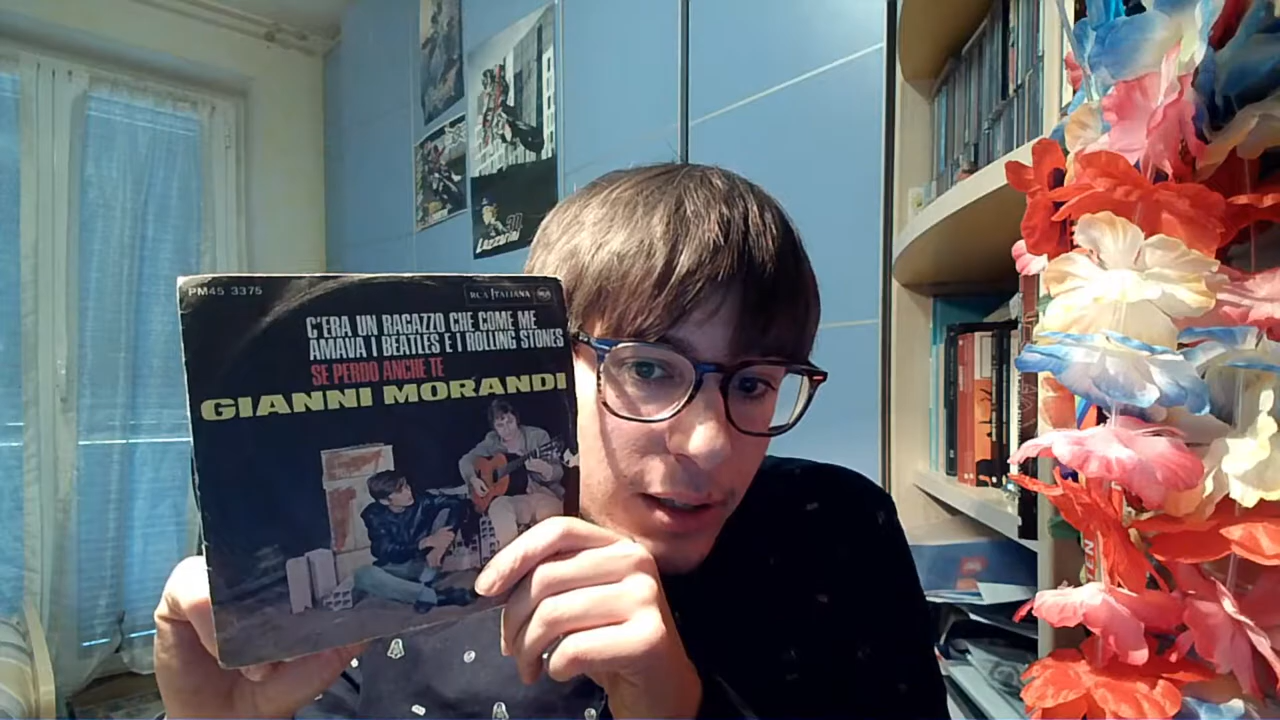 PM45 3375
RCA ITALIANA
C'ERA UN RAGAZZO CHE COME ME
AMAVA I BEATLES E I ROLLING STONES
SE PERDO ANCHE TE
GIANNI MORANDI
Lazzarini